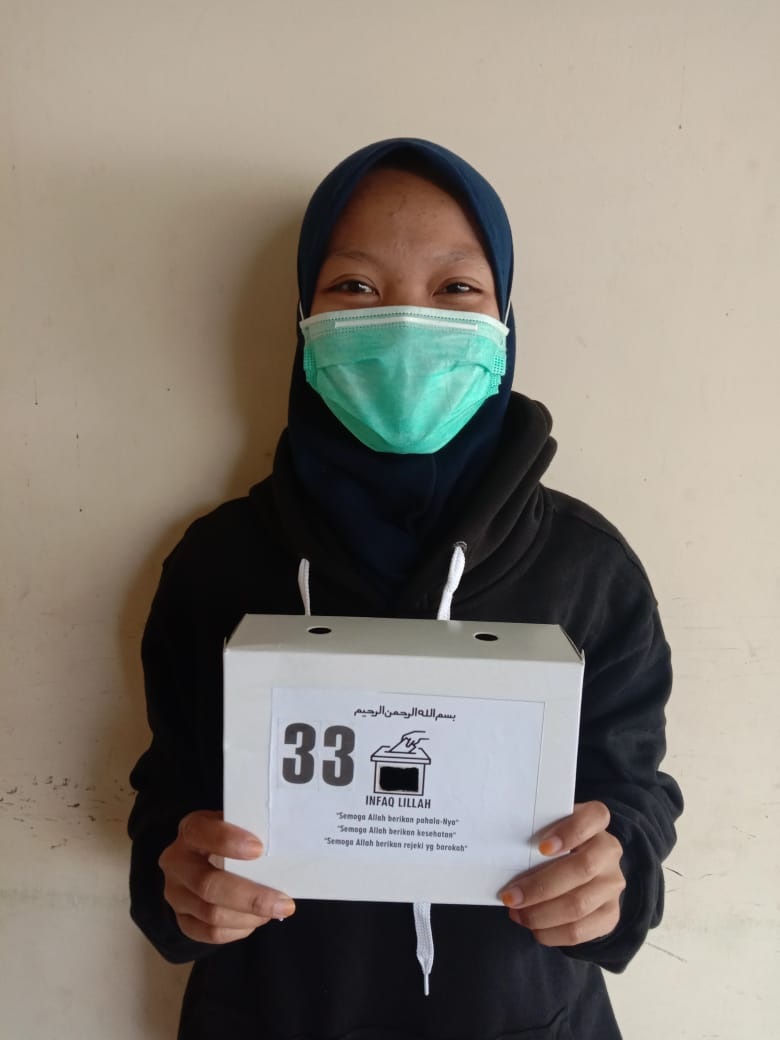 بسم الله الرحمن الرحيم
33
INFAQ LILLAH
"Semoga Allah berikan pahala-Nya"
"Semoga Allah berikan kesehatan"
"Semoga Allah berikan rejeki yg barokah"